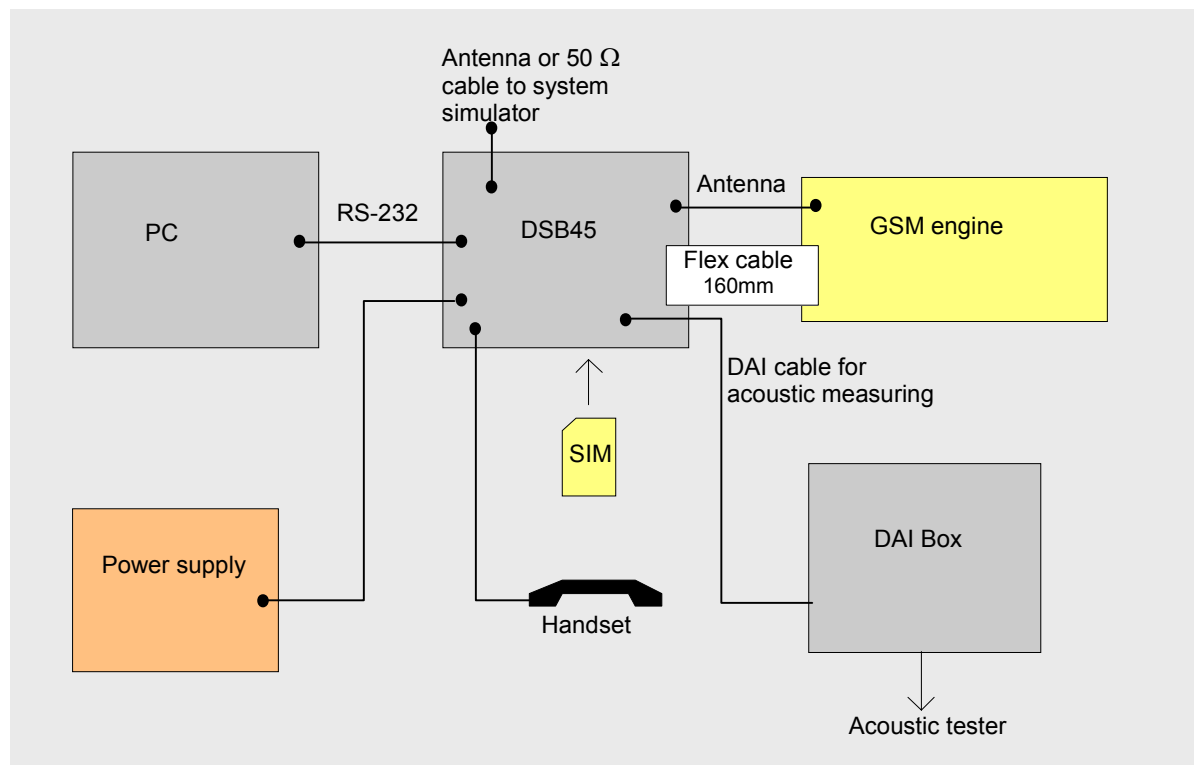 Antenna or 50 Ω
cable to system
simulator
PC
RS-232
DSB45
Antenna
GSM engine
Flex cable
160mm
DAI cable for
acoustic measuring
SIM
Power supply
Handset
DAI Box
Acoustic tester